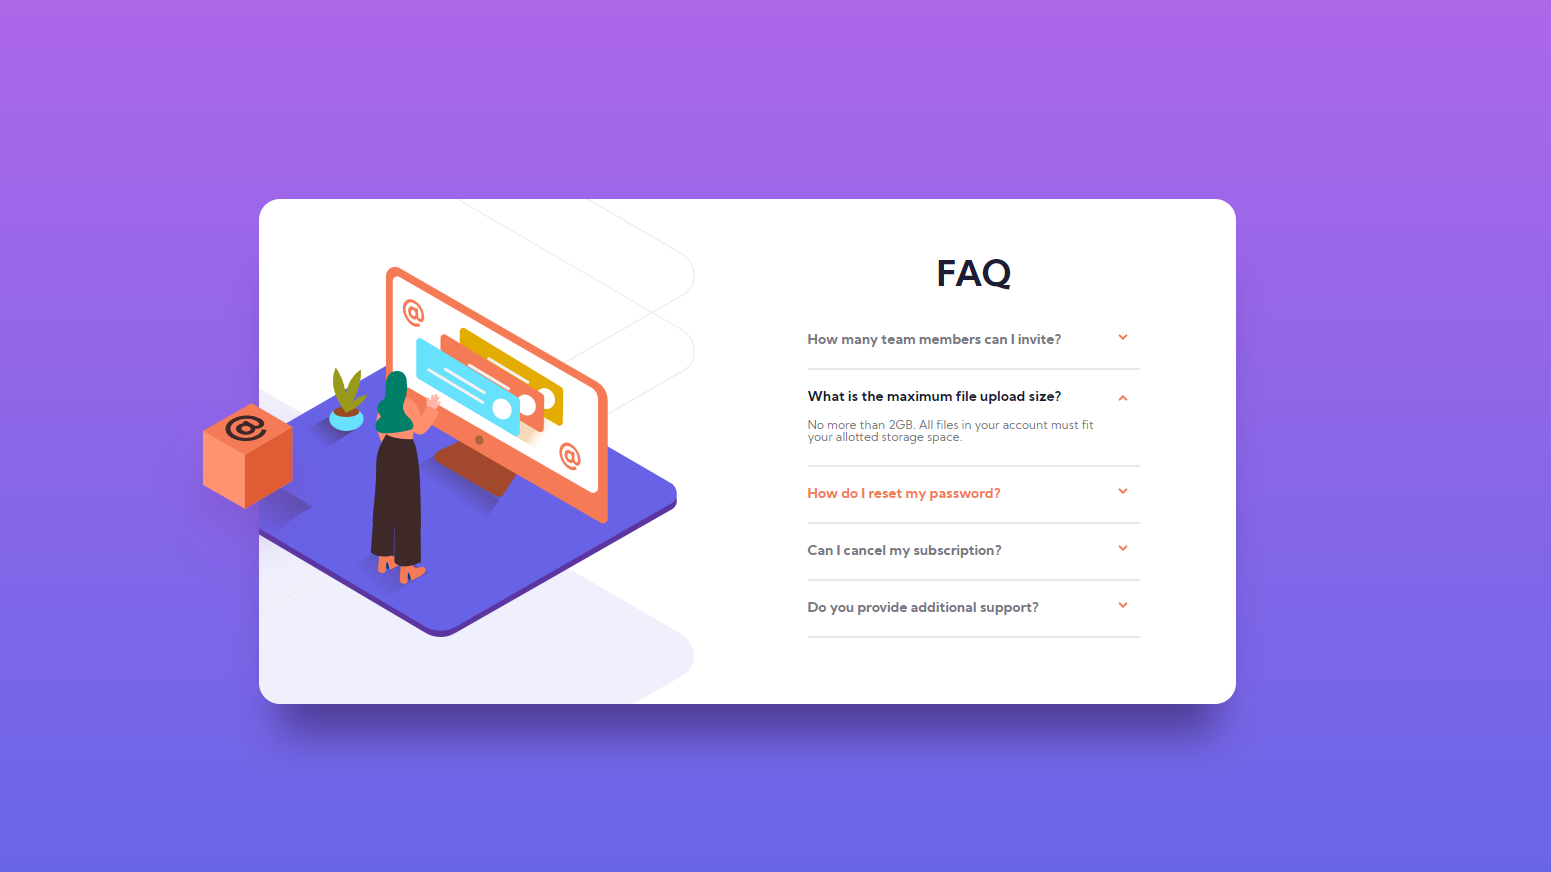 @
@
@
FAQ
How many team members can I invite?
What is the maximum file upload size?
No more than 2GB. All files in your account must fit
your allotted storage space.
How do I reset my password?
Can I cancel my subscription?
Do you provide additional support?